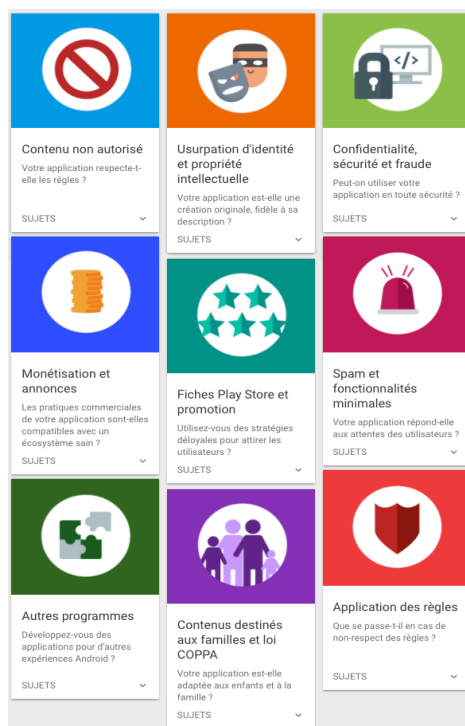 </>
Contenu non autorisé
Votre application respecte-t-
elle les règles ?
SUJETS
Usurpation d'identité
et propriété
intellectuelle
Votre application est-elle une
création originale, fidèle à sa
description ?
SUJETS
Confidentialité,
sécurité et fraude
Peut-on utiliser votre
application en toute sécurité ?
SUJETS
Monétisation et
annonces
Les pratiques commerciales
de votre application sont-elles
compatibles avec un
écosystème sain ?
SUJETS
Fiches Play Store et
promotion
Utilisez-vous des stratégies
déloyales pour attirer les
utilisateurs ?
SUJETS
Spam et
fonctionnalités
minimales
Votre application répond-elle
aux attentes des utilisateurs ?
SUJETS
Autres programmes
Développez-vous des
applications pour d'autres
expériences Android ?
SUJETS
Contenus destinés
aux familles et loi
COPPA
Votre application est-elle
adaptée aux enfants et à la
famille ?
SUJETS
Application des règles
Que se passe-t-il en cas de
non-respect des règles ?
SUJETS